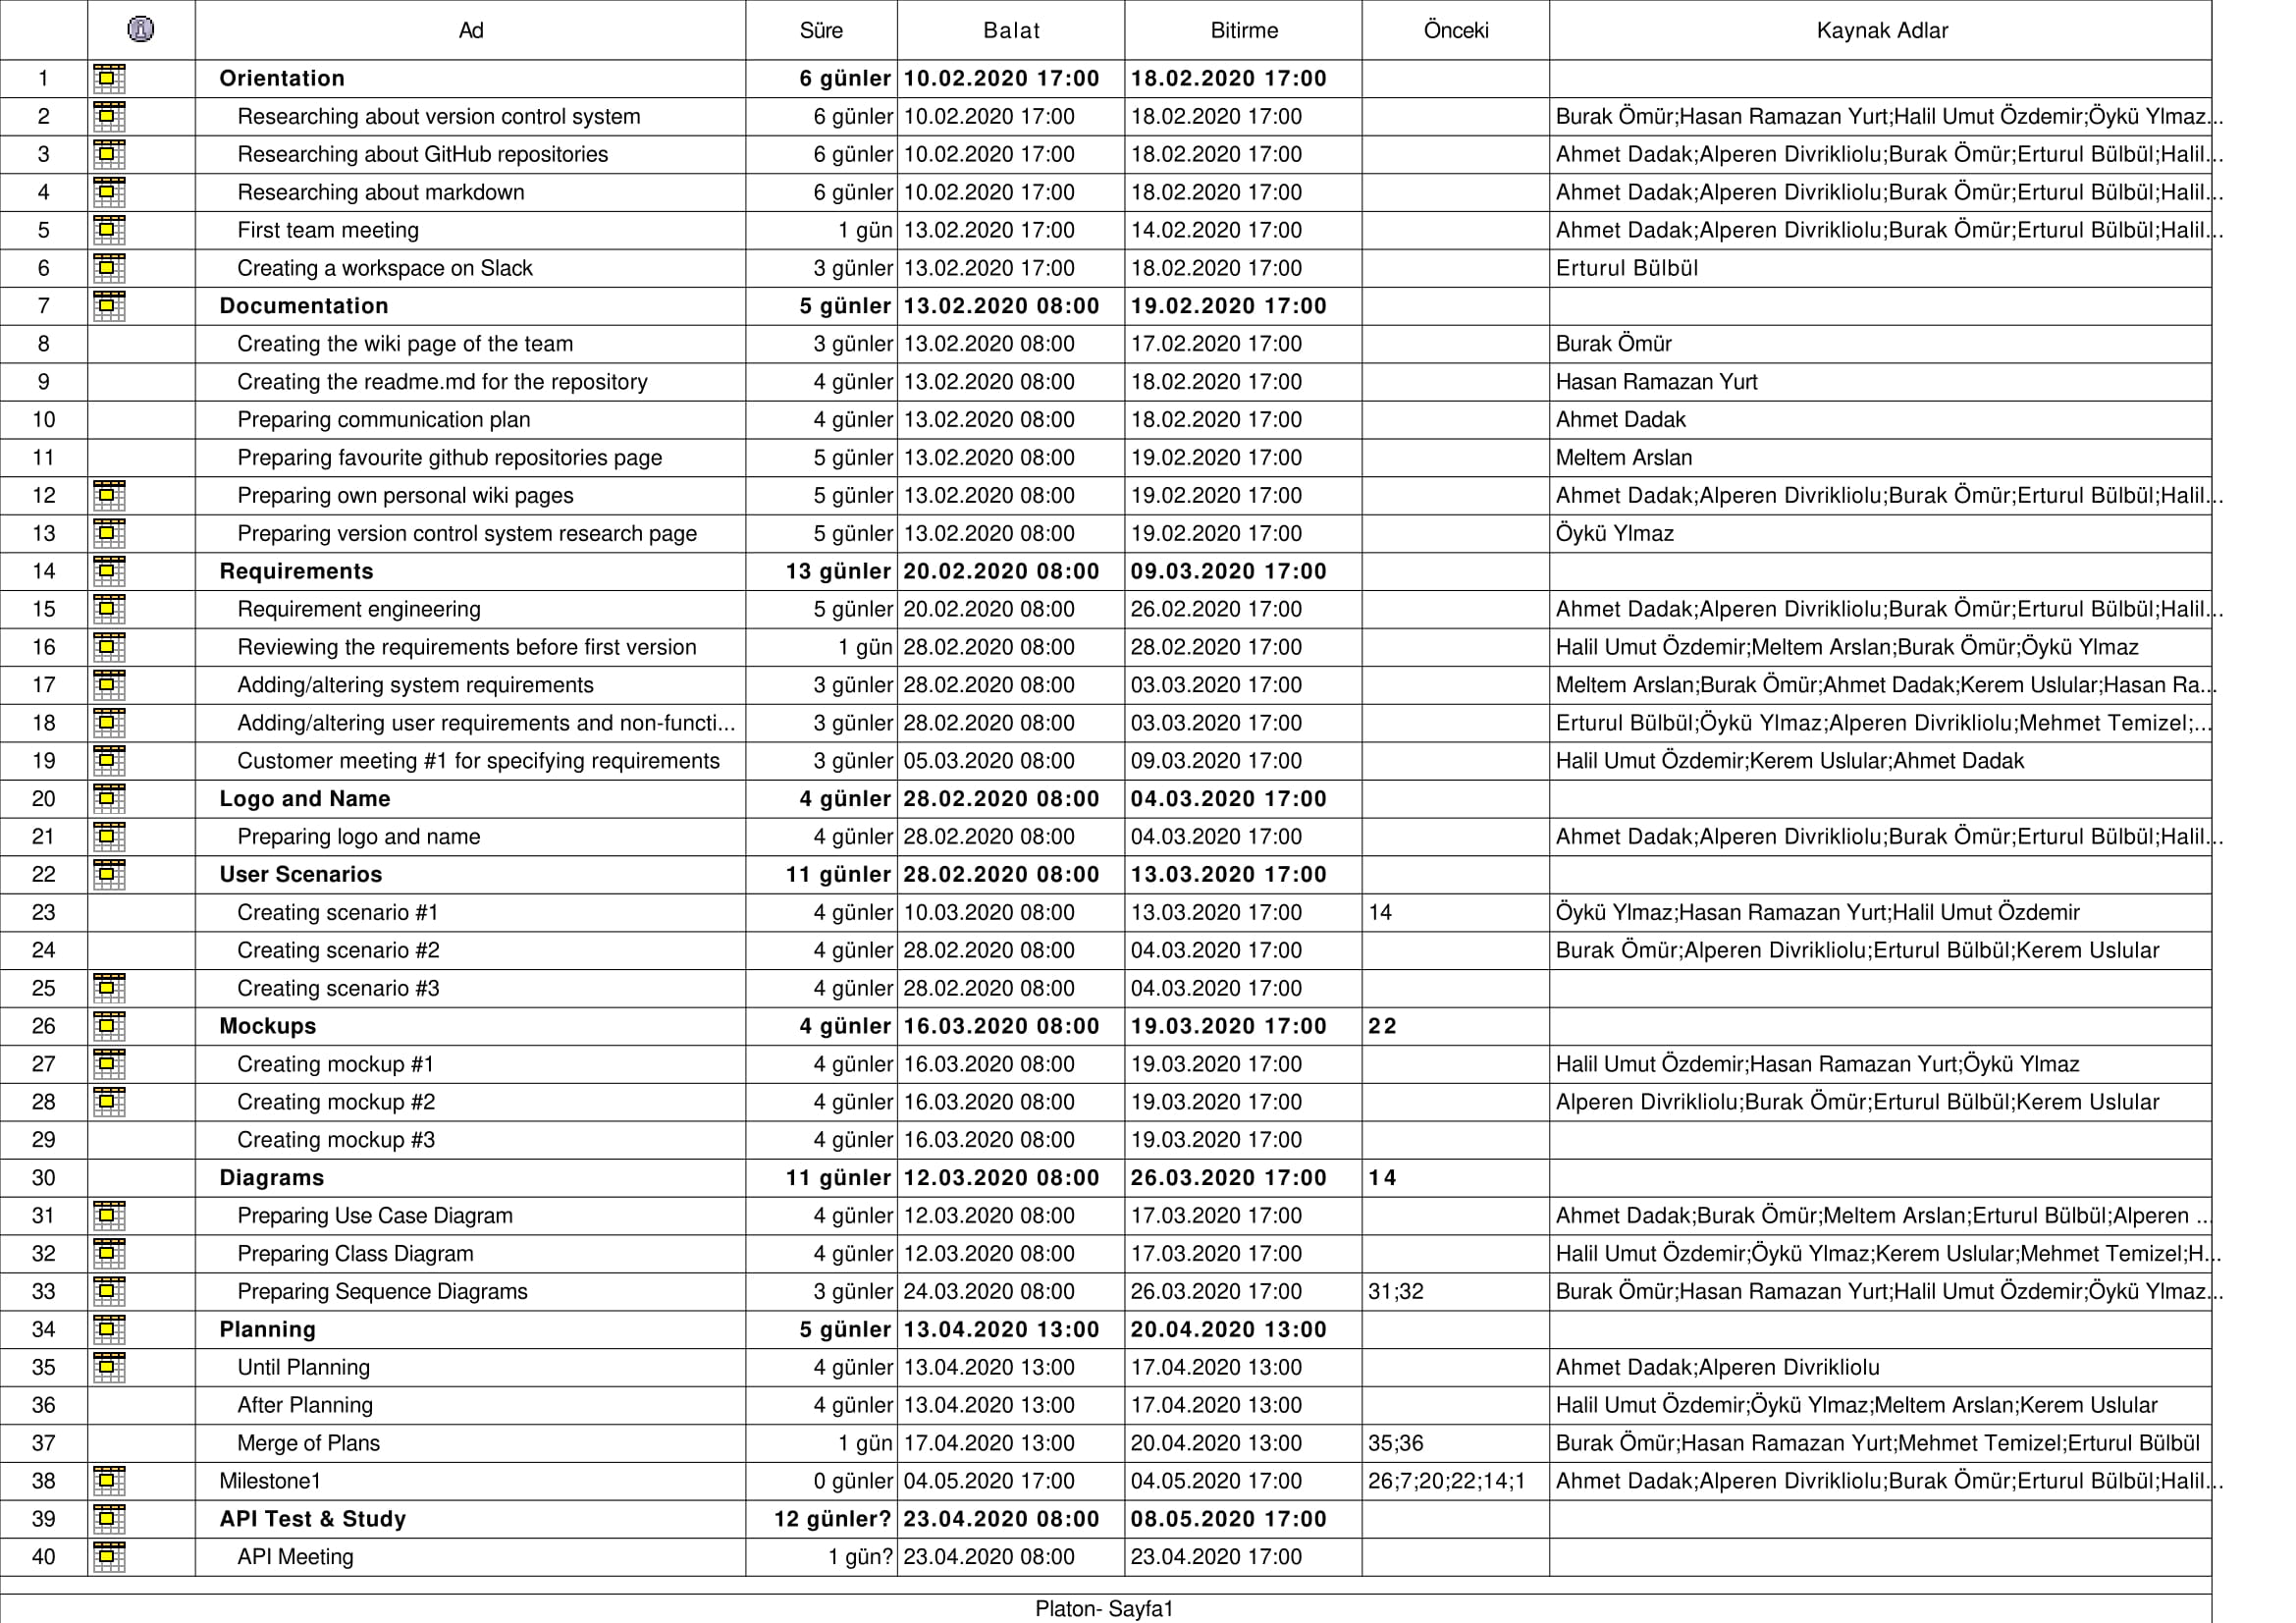 Ad Süre Balat Bitirme Önceki Kaynak Adlar
1 Orientation 6 günler 10.02.2020 17:00 18.02.2020 17:00
2 Researching about version control system 6 günler 10.02.2020 17:00 18.02.2020 17:00 Burak Ömür;Hasan Ramazan Yurt;Halil Umut Özdemir;Öykü Ylmaz...
3 Researching about GitHub repositories 6 günler 10.02.2020 17:00 18.02.2020 17:00 Ahmet Dadak;Alperen Divrikliolu;Burak Ömür;Erturul Bülbül;Halil...
4 Researching about markdown 6 günler 10.02.2020 17:00 18.02.2020 17:00 Ahmet Dadak;Alperen Divrikliolu;Burak Ömür;Erturul Bülbül;Halil...
5 First team meeting 1 gün 13.02.2020 17:00 14.02.2020 17:00 Ahmet Dadak;Alperen Divrikliolu;Burak Ömür;Erturul Bülbül;Halil...
6 Creating a workspace on Slack 3 günler 13.02.2020 17:00 18.02.2020 17:00 Erturul Bülbül
7 Documentation 5 günler 13.02.2020 08:00 19.02.2020 17:00
8 Creating the wiki page of the team 3 günler 13.02.2020 08:00 17.02.2020 17:00 Burak Ömür
9 Creating the readme.md for the repository 4 günler 13.02.2020 08:00 18.02.2020 17:00 Hasan Ramazan Yurt
10 Preparing communication plan 4 günler 13.02.2020 08:00 18.02.2020 17:00 Ahmet Dadak
11 Preparing favourite github repositories page 5 günler 13.02.2020 08:00 19.02.2020 17:00 Meltem Arslan
12 Preparing own personal wiki pages 5 günler 13.02.2020 08:00 19.02.2020 17:00 Ahmet Dadak;Alperen Divrikliolu;Burak Ömür;Erturul Bülbül;Halil...
13 Preparing version control system research page 5 günler 13.02.2020 08:00 19.02.2020 17:00 Öykü Ylmaz
14 Requirements 13 günler 20.02.2020 08:00 09.03.2020 17:00
15 Requirement engineering 5 günler 20.02.2020 08:00 26.02.2020 17:00 Ahmet Dadak;Alperen Divrikliolu;Burak Ömür;Erturul Bülbül;Halil...
16 Reviewing the requirements before first version 1 gün 28.02.2020 08:00 28.02.2020 17:00 Halil Umut Özdemir;Meltem Arslan;Burak Ömür;Öykü Ylmaz
17 Adding/altering system requirements 3 günler 28.02.2020 08:00 03.03.2020 17:00 Meltem Arslan;Burak Ömür;Ahmet Dadak;Kerem Uslular;Hasan Ra...
18 Adding/altering user requirements and non-functi... 3 günler 28.02.2020 08:00 03.03.2020 17:00 Erturul Bülbül;Öykü Ylmaz;Alperen Divrikliolu;Mehmet Temizel;...
19 Customer meeting #1 for specifying requirements 3 günler 05.03.2020 08:00 09.03.2020 17:00 Halil Umut Özdemir;Kerem Uslular;Ahmet Dadak
20 Logo and Name 4 günler 28.02.2020 08:00 04.03.2020 17:00
21 Preparing logo and name 4 günler 28.02.2020 08:00 04.03.2020 17:00 Ahmet Dadak;Alperen Divrikliolu;Burak Ömür;Erturul Bülbül;Halil...
22 User Scenarios 11 günler 28.02.2020 08:00 13.03.2020 17:00
23 Creating scenario #1 4 günler 10.03.2020 08:00 13.03.2020 17:00 14 Öykü Ylmaz;Hasan Ramazan Yurt;Halil Umut Özdemir
24 Creating scenario #2 4 günler 28.02.2020 08:00 04.03.2020 17:00 Burak Ömür;Alperen Divrikliolu;Erturul Bülbül;Kerem Uslular
25 Creating scenario #3 4 günler 28.02.2020 08:00 04.03.2020 17:00
26 Mockups 4 günler 16.03.2020 08:00 19.03.2020 17:00 22
27 Creating mockup #1 4 günler 16.03.2020 08:00 19.03.2020 17:00 Halil Umut Özdemir;Hasan Ramazan Yurt;Öykü Ylmaz
28 Creating mockup #2 4 günler 16.03.2020 08:00 19.03.2020 17:00 Alperen Divrikliolu;Burak Ömür;Erturul Bülbül;Kerem Uslular
29 Creating mockup #3 4 günler 16.03.2020 08:00 19.03.2020 17:00
30 Diagrams 11 günler 12.03.2020 08:00 26.03.2020 17:00 14
31 Preparing Use Case Diagram 4 günler 12.03.2020 08:00 17.03.2020 17:00 Ahmet Dadak;Burak Ömür;Meltem Arslan;Erturul Bülbül;Alperen ...
32 Preparing Class Diagram 4 günler 12.03.2020 08:00 17.03.2020 17:00 Halil Umut Özdemir;Öykü Ylmaz;Kerem Uslular;Mehmet Temizel;H...
33 Preparing Sequence Diagrams 3 günler 24.03.2020 08:00 26.03.2020 17:00 31;32 Burak Ömür;Hasan Ramazan Yurt;Halil Umut Özdemir;Öykü Ylmaz...
34 Planning 5 günler 13.04.2020 13:00 20.04.2020 13:00
35 Until Planning 4 günler 13.04.2020 13:00 17.04.2020 13:00 Ahmet Dadak;Alperen Divrikliolu
36 After Planning 4 günler 13.04.2020 13:00 17.04.2020 13:00 Halil Umut Özdemir;Öykü Ylmaz;Meltem Arslan;Kerem Uslular
37 Merge of Plans 1 gün 17.04.2020 13:00 20.04.2020 13:00 35;36 Burak Ömür;Hasan Ramazan Yurt;Mehmet Temizel;Erturul Bülbül
38 Milestone1 0 günler 04.05.2020 17:00 04.05.2020 17:00 26;7;20;22;14;1 Ahmet Dadak;Alperen Divrikliolu;Burak Ömür;Erturul Bülbül;Halil...
39 API Test & Study 12 günler? 23.04.2020 08:00 08.05.2020 17:00
40 API Meeting 1 gün? 23.04.2020 08:00 23.04.2020 17:00
Platon- Sayfa1